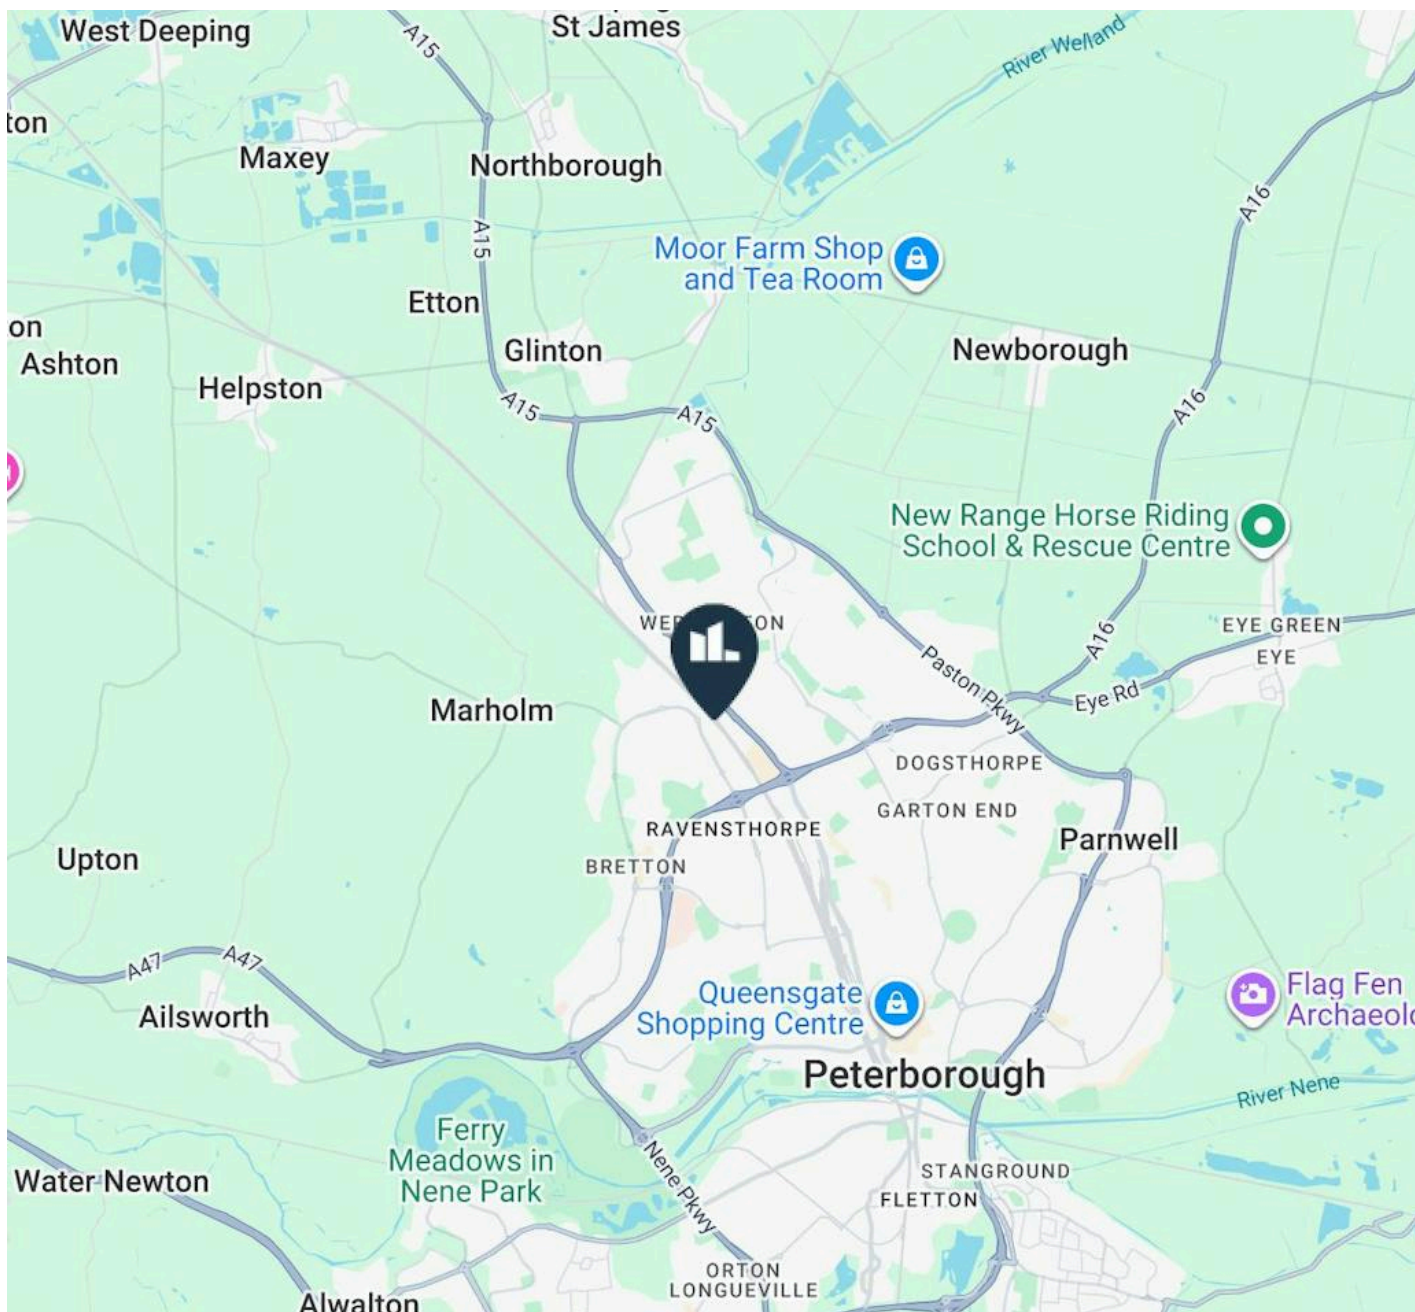 West Deeping
A15
St James
River Welland
ton
Maxey
Northborough
A15
A16
Moor Farm Shop
and Tea Room
Etton
on
Ashton
Glinton
Newborough
Helpston
A15
A15
A16
New Range Horse Riding
School & Rescue Centre
EYE GREEN
A16
EYE
Paston Pkwy
Eye Rd
Marholm
DOGSTHORPE
GARTON END
RAVENSTHORPE
Parnwell
Upton
BRETTON
A47
A47
Queensgate
Shopping Centre
Flag Fen
Archaeolo
Ailsworth
Peterborough
River Nene
Ferry
Meadows in
Nene Park
Nene Pkwy
STANGROUND
Water Newton
FLETTON
ORTON
LONGUEVILLE
Alwalton